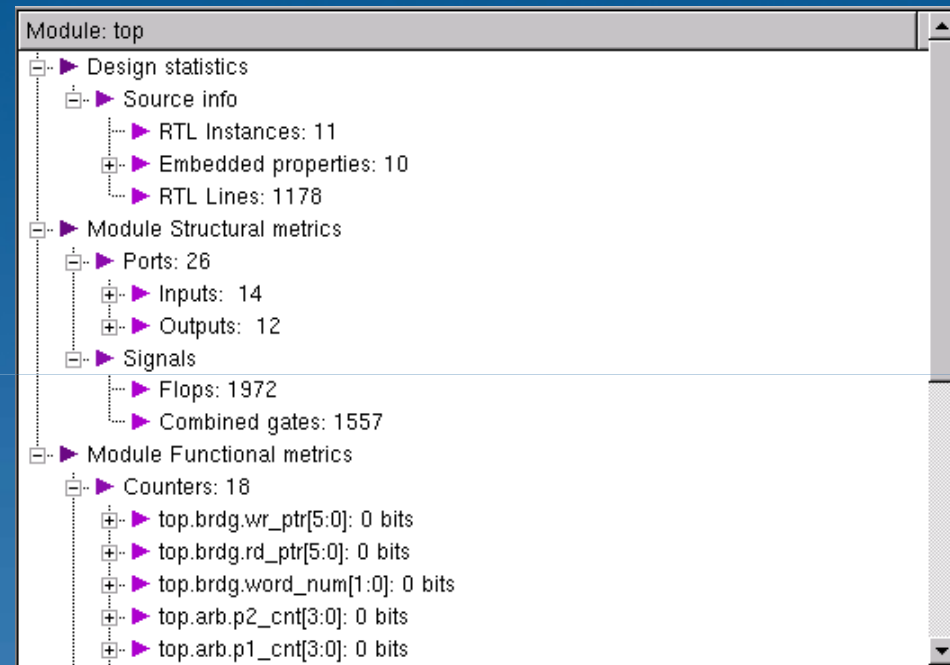 Module: top
Design statistics
Source info
RTL Instances: 11
Embedded properties: 10
RTL Lines: 1178
Module Structural metrics
Ports: 26
Inputs:  14
Outputs:  12
Signals
Flops: 1972
Combined gates: 1557
Module Functional metrics
Counters: 18
top.brdg.wr_ptr[5:0]: 0 bits
top.brdg.rd_ptr[5:0]: 0 bits
top.brdg.word_num[1:0]: 0 bits
top.arb.p2_cnt[3:0]: 0 bits
top.arb.p1_cnt[3:0]: 0 bits